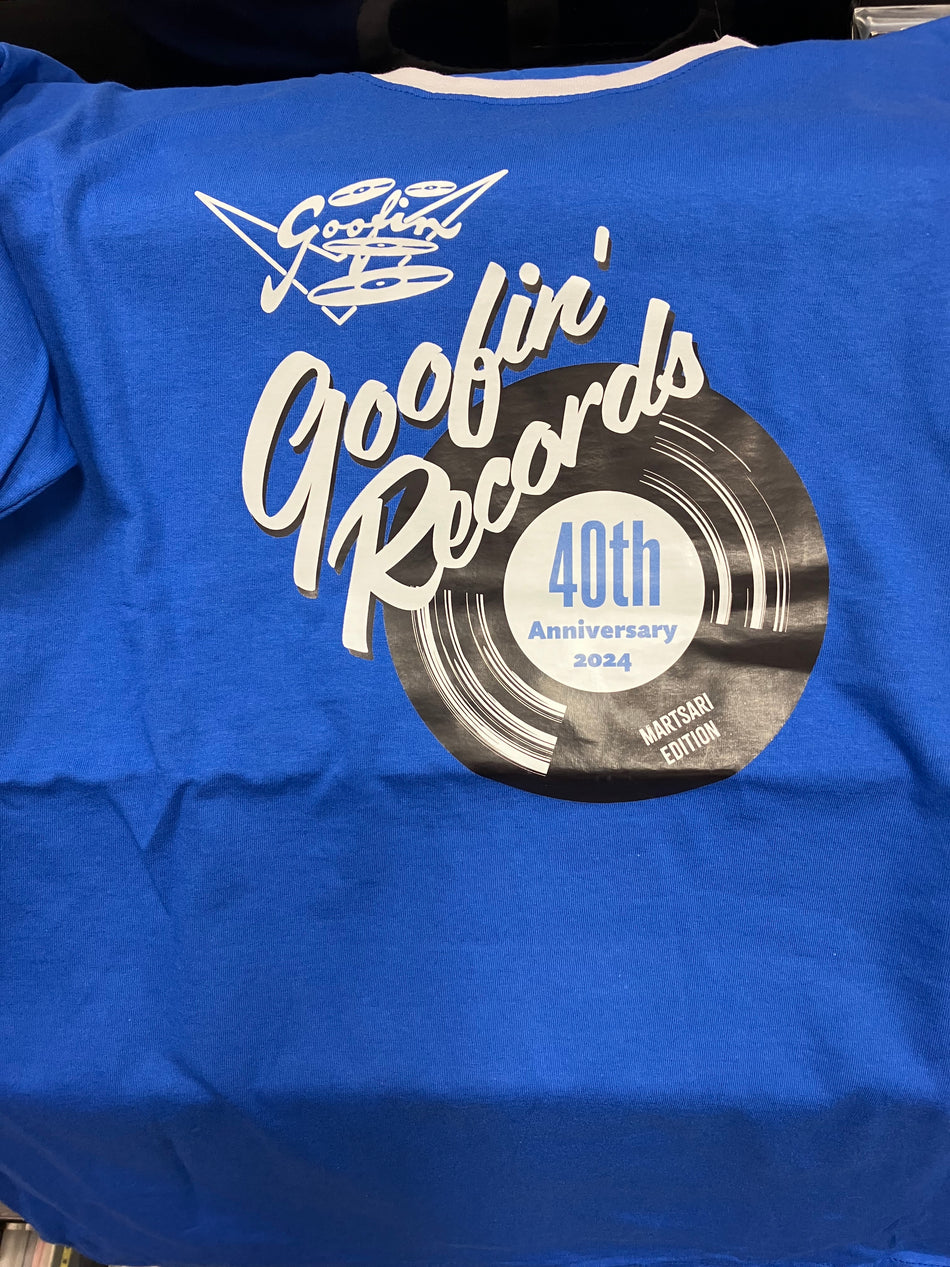 Goofin
Goofin'
Records
40th
Anniversary
2024
MARTSARI
EDITION